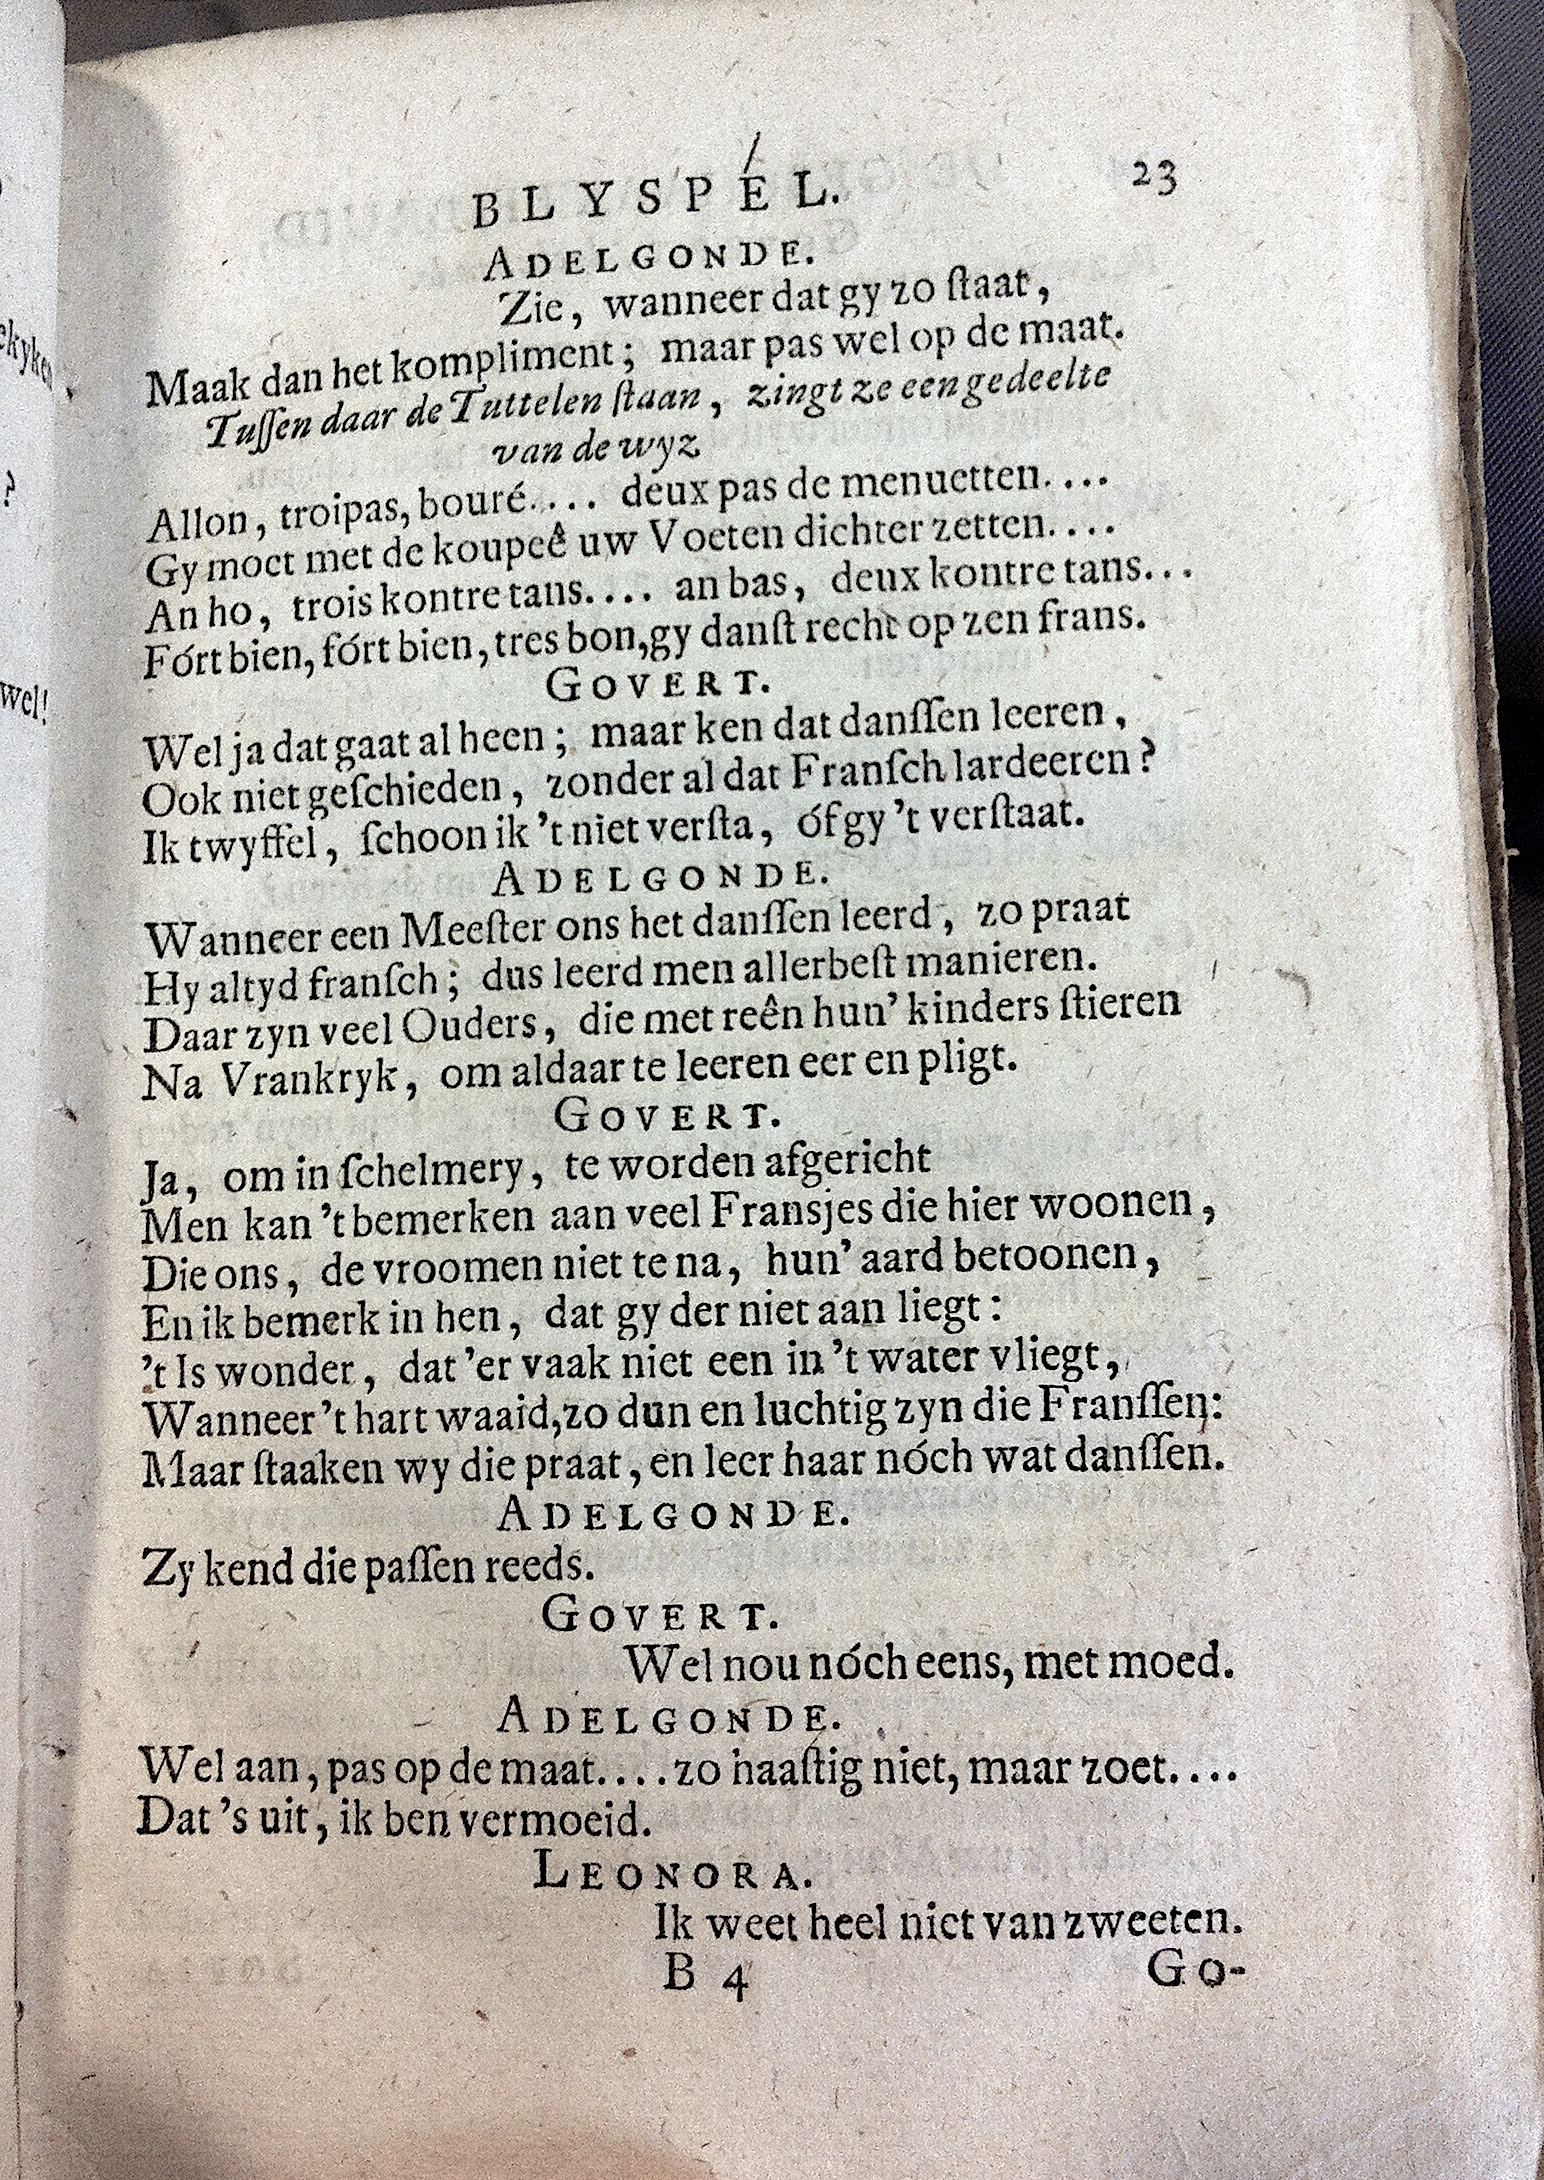 BLYSPÉL. 23
ADELGONDE.
Zie, wanneer dat gy zo ſtaat,
Maak dan het kompliment; maar pas wel op de maat.
Tuſſen daar de Tuttelen ſtaan, zingt ze een gedeelte
van de wyz
Allon, troipas, bouré.... deux pas de menuetten....
Gy moet met de koupeê uw Voeten dichter zetten....
An ho, trois kontre tans.... an bas, deux kontre tans...
Fórt bien, fórt bien, tres bon, gy danſt recht op zen frans.
GOVERT.
Wel ja dat gaat al heen; maar ken dat danſſen leeren,
Ook niet geſchieden, zonder al dat Franſch lardeeren?
Ik twyffel, ſchoon ik 't niet verſta, óf gy 't verſtaat.
ADELGONDE.
Wanneer een Meeſter ons het danſſen leerd, zo praat
Hy altyd franſch; dus leerd men allerbeſt manieren.
Daar zyn veel Ouders, die met reên hun' kinders ſtieren
Na Vrankryk, om aldaar te leeren eer en pligt.
GOVERT.
Ja, om in ſchelmery, te worden afgericht
Men kan 't bemerken aan veel Fransjes die hier woonen,
Die ons, de vroomen niet te na, hun' aard betoonen,
En ik bemerk in hen, dat gy der niet aan liegt:
't Is wonder, dat 'er vaak niet een in 't water vliegt,
Wanneer 't hart waaid, zo dun en luchtig zyn die Franſſen:
Maar ſtaaken wy die praat, en leer haar nóch wat danſſen.
ADELGONDE.
Zy kend die paſſen reeds.
GOVERT.
Wel nou nóch eens, met moed.
ADELGONDE.
Wel aan, pas op de maat.... zo haaſtig niet, maar zoet....
Dat 's uit, ik ben vermoeid.
LEONORA.
Ik weet heel niet van zweeten.
B 4 Go-
wel!
?